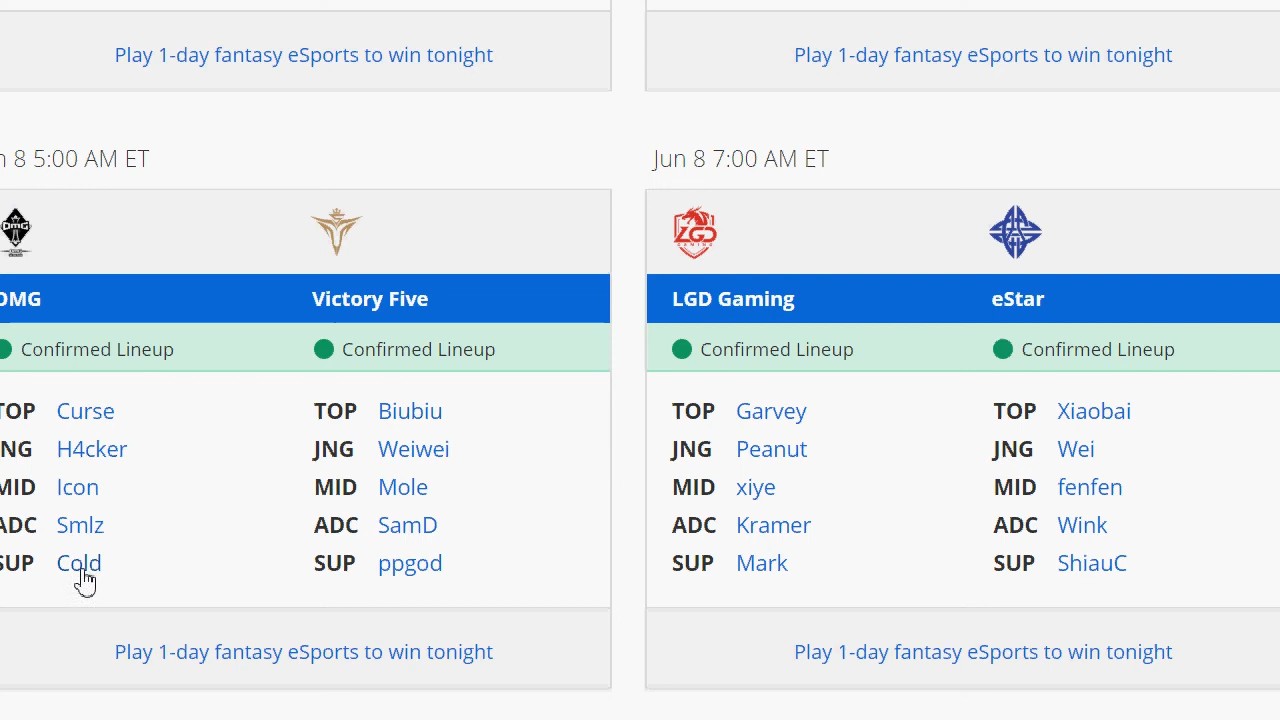 Play 1-day fantasy eSports to win tonight
Play 1-day fantasy eSports to win tonight
n 8 5:00 AM ET
OMG
OMG
Victory Five
Confirmed Lineup
Confirmed Lineup
TOP Curse
JNG H4cker
MID Icon
ADC Smlz
SUP Cold
TOP Biubiu
JNG Weiwei
MID Mole
ADC SamD
SUP ppgod
Play 1-day fantasy eSports to win tonight
Jun 8 7:00 AM ET
LGD
GAMING
LGD Gaming
eStar
Confirmed Lineup
Confirmed Lineup
TOP Garvey
JNG Peanut
MID xiye
ADC Kramer
SUP Mark
TOP Xiaobai
JNG Wei
MID fenfen
ADC Wink
SUP ShiauC
Play 1-day fantasy eSports to win tonight